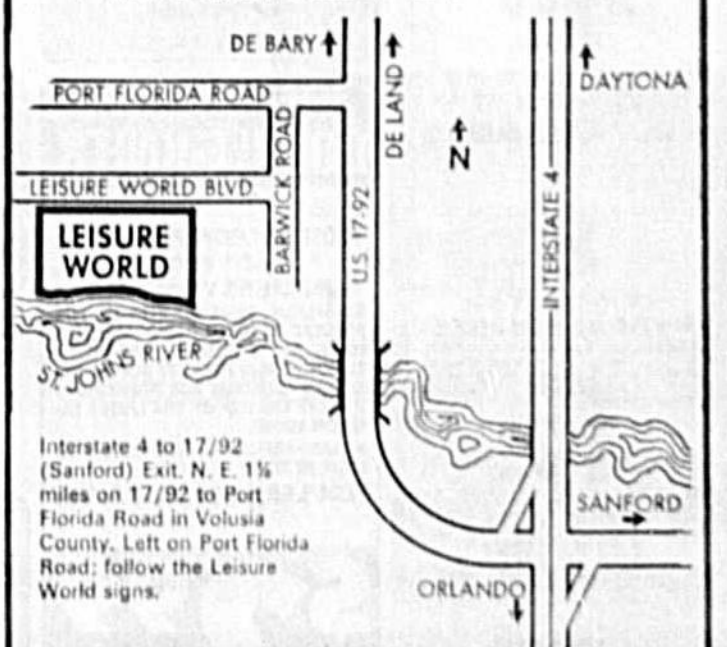 DE BARY
DE LAND
DAYTONA
PORT FLORIDA ROAD
N
BARWICK ROAD
LEISURE WORLD BLVD.
U.S. 17-92
INTERSTATE 4
LEISURE
WORLD
ST. JOHNS RIVER
Interstate 4 to 17/92
(Sanford) Exit. N. E. 1½
miles on 17/92 to Port
Florida Road in Volusia
County. Left on Port Florida
Road; follow the Leisure
World signs.
SANFORD
ORLANDO